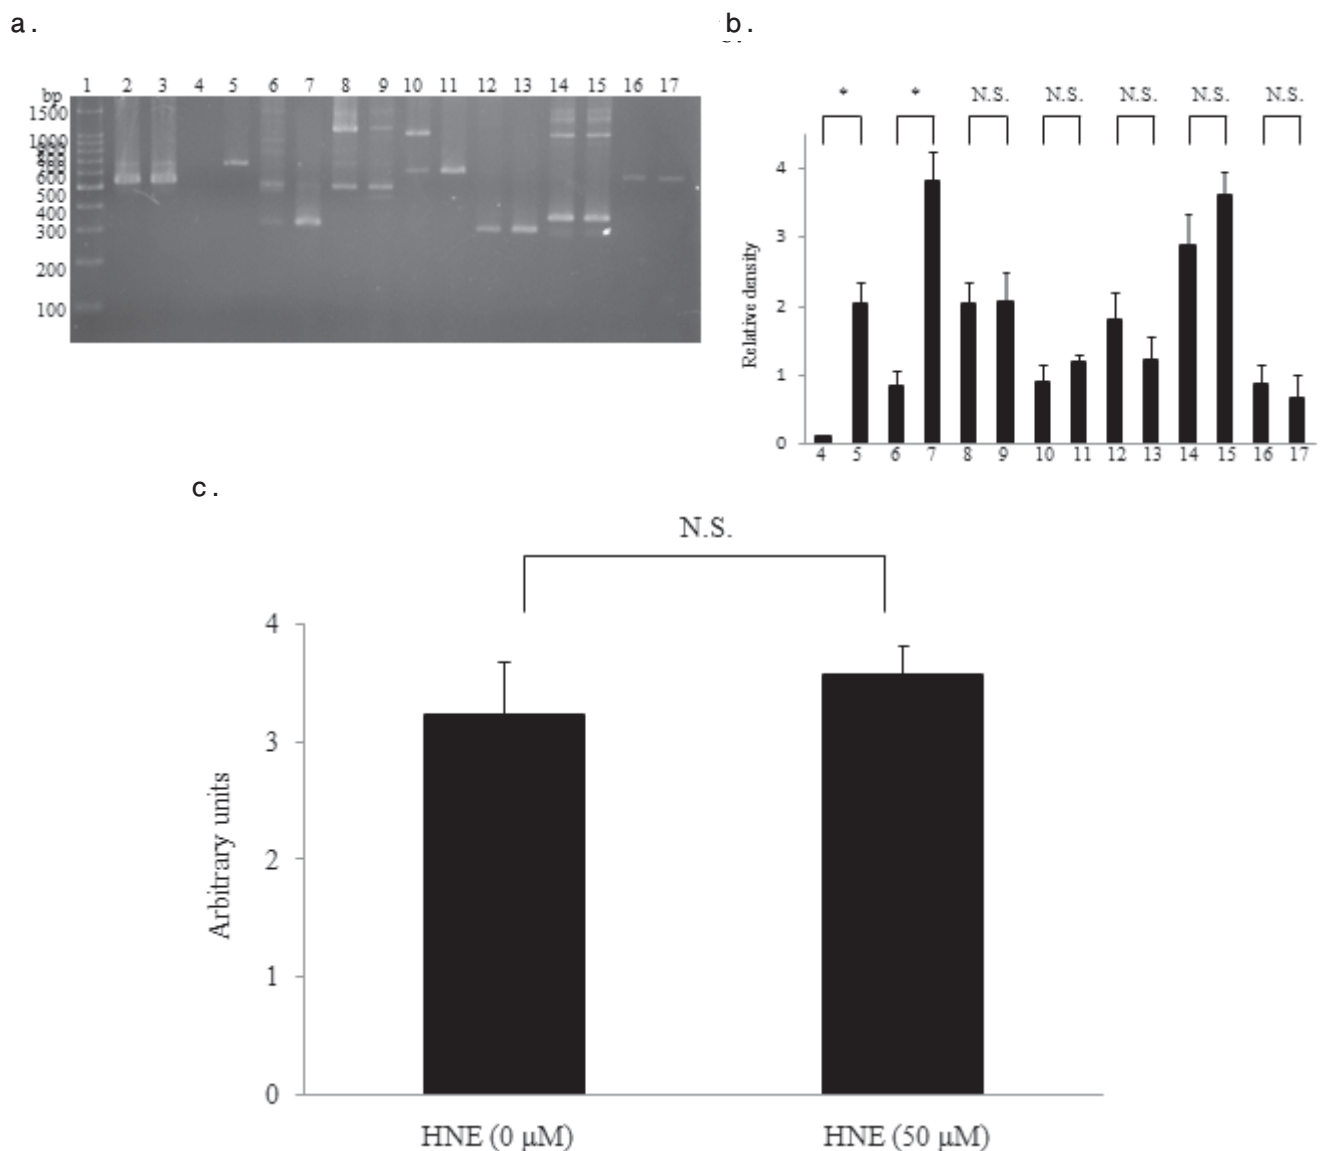 a.
b.
1 2 3 4 5 6 7 8 9 10 11 12 13 14 15 16 17
bp
1500
1000
600
500
400
300
200
100
* * N.S. N.S. N.S. N.S. N.S.
Relative density
4
3
2
1
0
4 5 6 7 8 9 10 11 12 13 14 15 16 17
c.
N.S.
Arbitrary units
4
3
2
1
0
HNE (0 μM) HNE (50 μM)